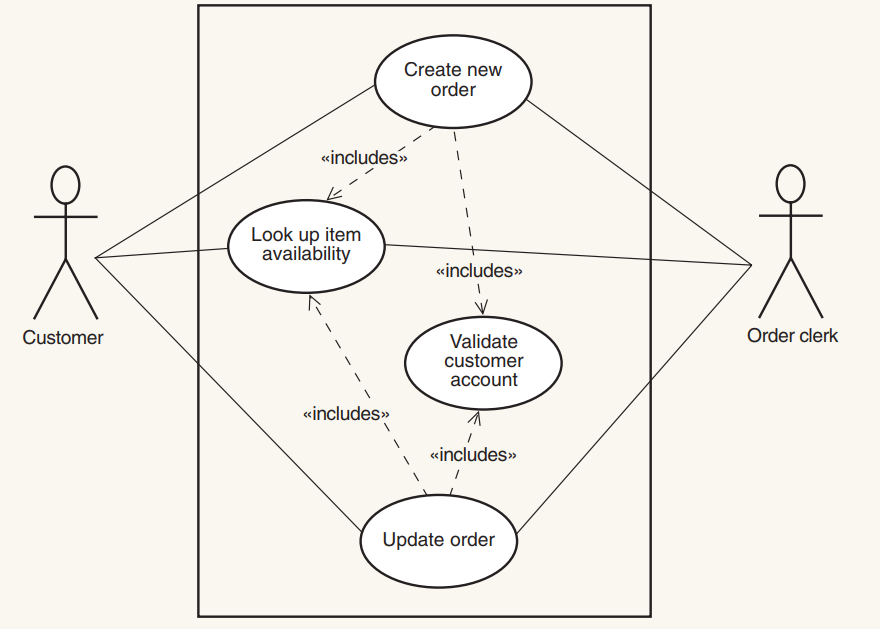 Create new
order
«includes»
Look up item
availability
«includes»
Customer
Order clerk
Validate
customer
account
«includes»
«includes»
Update order